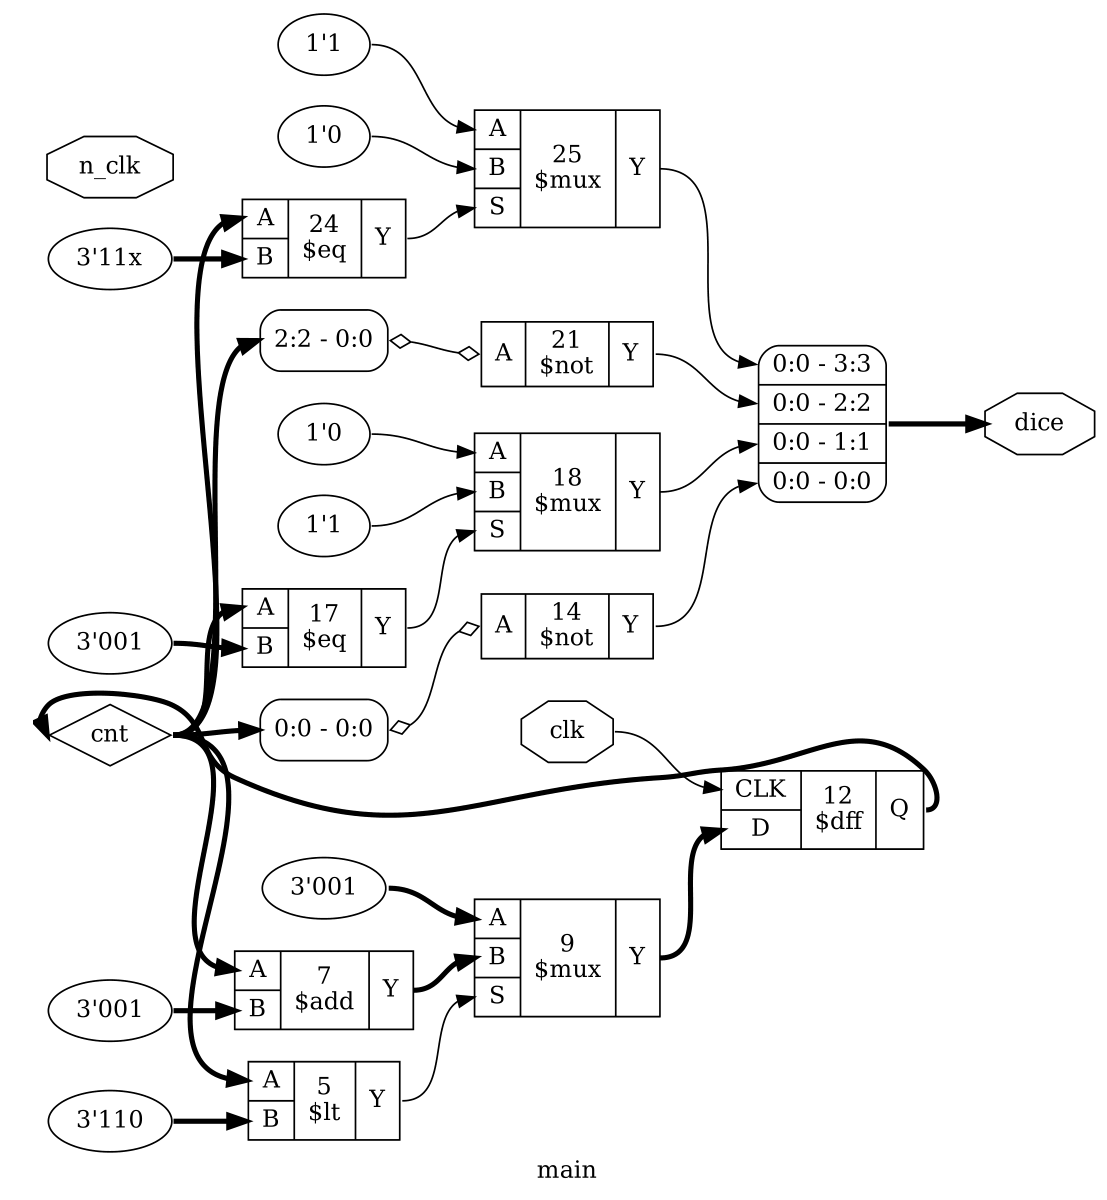 1'1
1'0
A
B
S
25
$mux
Y
n_clk
3'11x
A
B
24
$eq
Y
2:2 - 0:0
A
21
$not
Y
0:0 - 3:3
0:0 - 2:2
0:0 - 1:1
0:0 - 0:0
dice
1'0
1'1
A
B
S
18
$mux
Y
3'001
A
B
17
$eq
Y
A
14
$not
Y
cnt
0:0 - 0:0
clk
CLK
D
12
$dff
Q
3'001
A
B
S
9
$mux
Y
3'001
A
B
7
$add
Y
3'110
A
B
5
$lt
Y
main